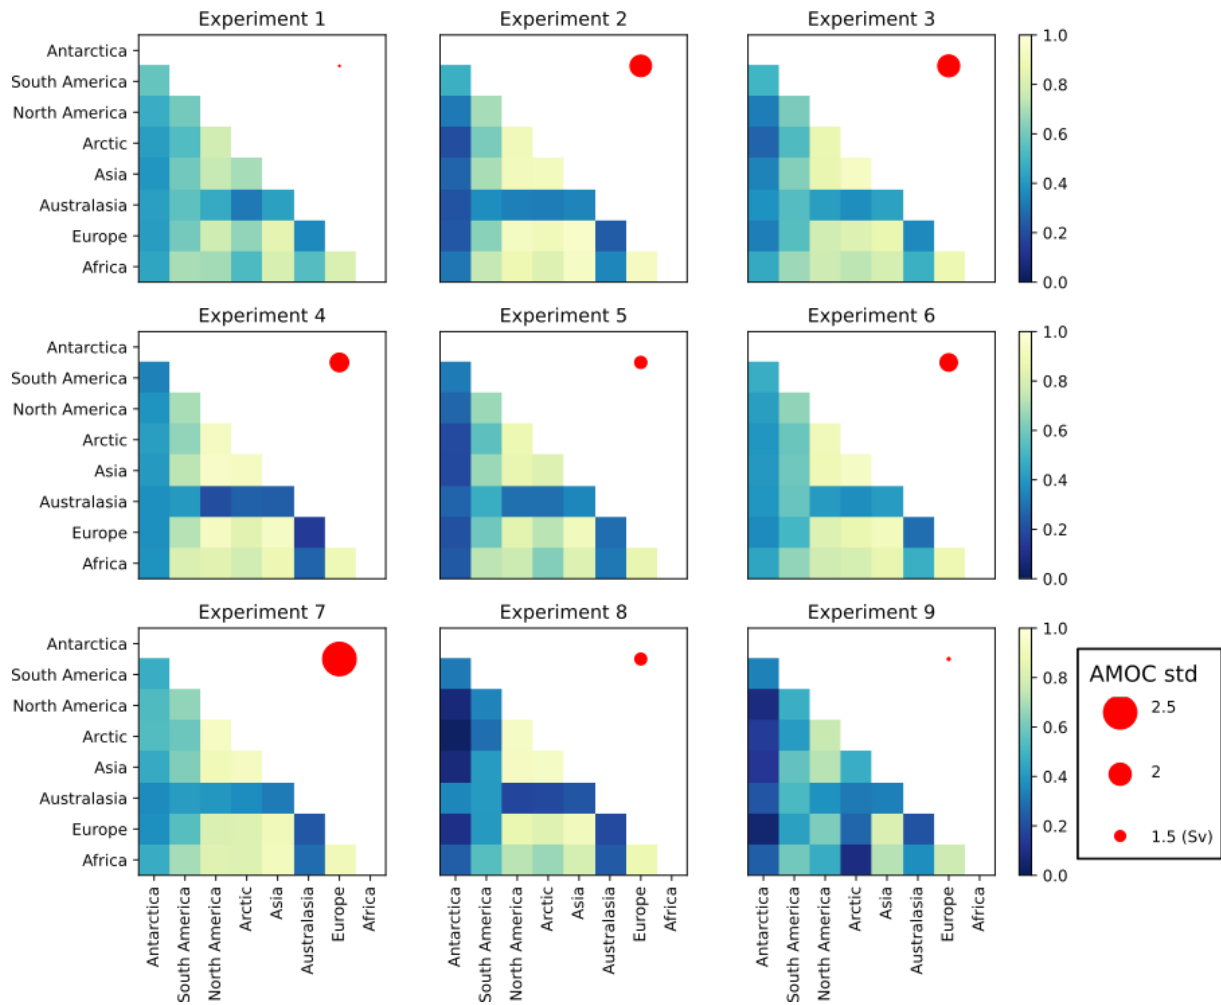 Experiment 1
Experiment 2
Experiment 3
Antarctica
South America
North America
Arctic
Asia
Australasia
Europe
Africa
1.0
0.8
0.6
0.4
0.2
0.0
Experiment 4
Experiment 5
Experiment 6
Antarctica
South America
North America
Arctic
Asia
Australasia
Europe
Africa
1.0
0.8
0.6
0.4
0.2
0.0
Experiment 7
Experiment 8
Experiment 9
Antarctica
South America
North America
Arctic
Asia
Australasia
Europe
Africa
1.0
0.8
0.6
0.4
0.2
0.0
AMOC std
2.5
2
1.5 (Sv)
Antarctica
South America
North America
Arctic
Asia
Australasia
Europe
Africa
Antarctica
South America
North America
Arctic
Asia
Australasia
Europe
Africa
Antarctica
South America
North America
Arctic
Asia
Australasia
Europe
Africa